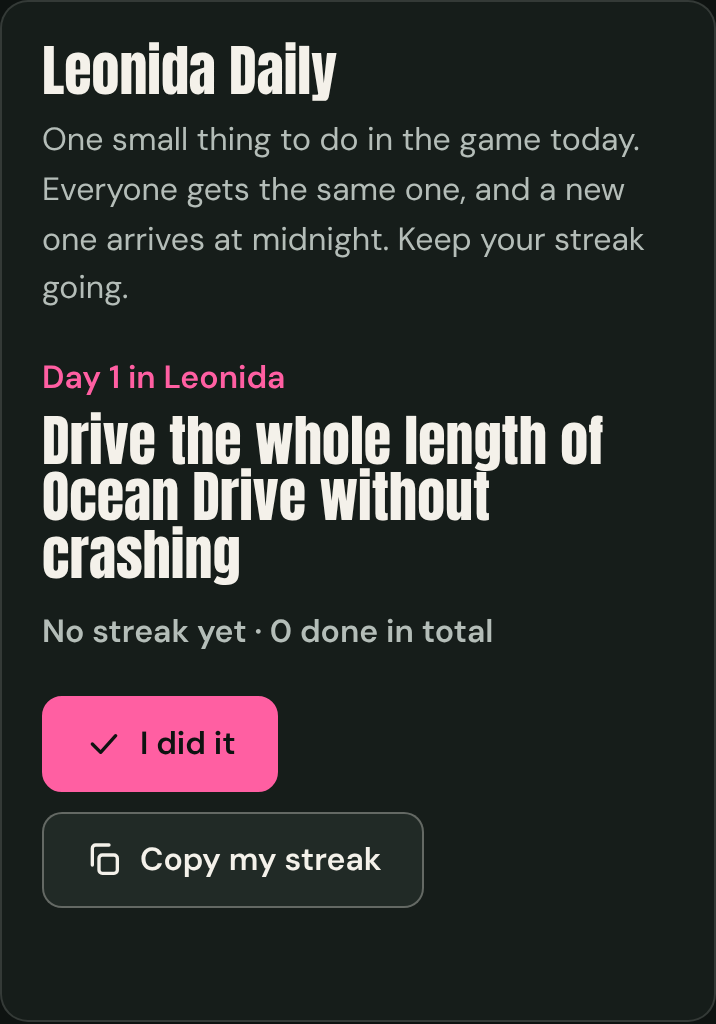 Leonida Daily
One small thing to do in the game today.
Everyone gets the same one, and a new
one arrives at midnight. Keep your streak
going.
Day 1 in Leonida
Drive the whole length of
Ocean Drive without
crashing
No streak yet · 0 done in total
I did it
Copy my streak